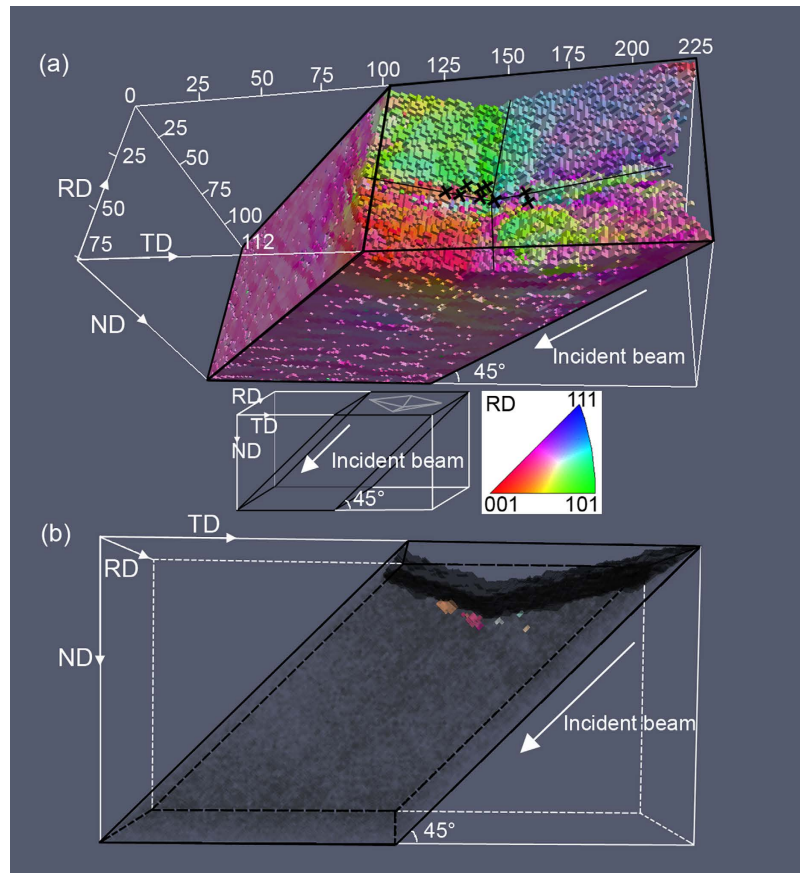 (a)
0 25 50 75 100 125 150 175 200 225
25 25
50
RD
50 75
100
75 TD 112
ND
Incident beam
45°
RD
TD
ND
Incident beam
45°
RD 111
001 101
(b) TD
RD
ND
Incident beam
45°